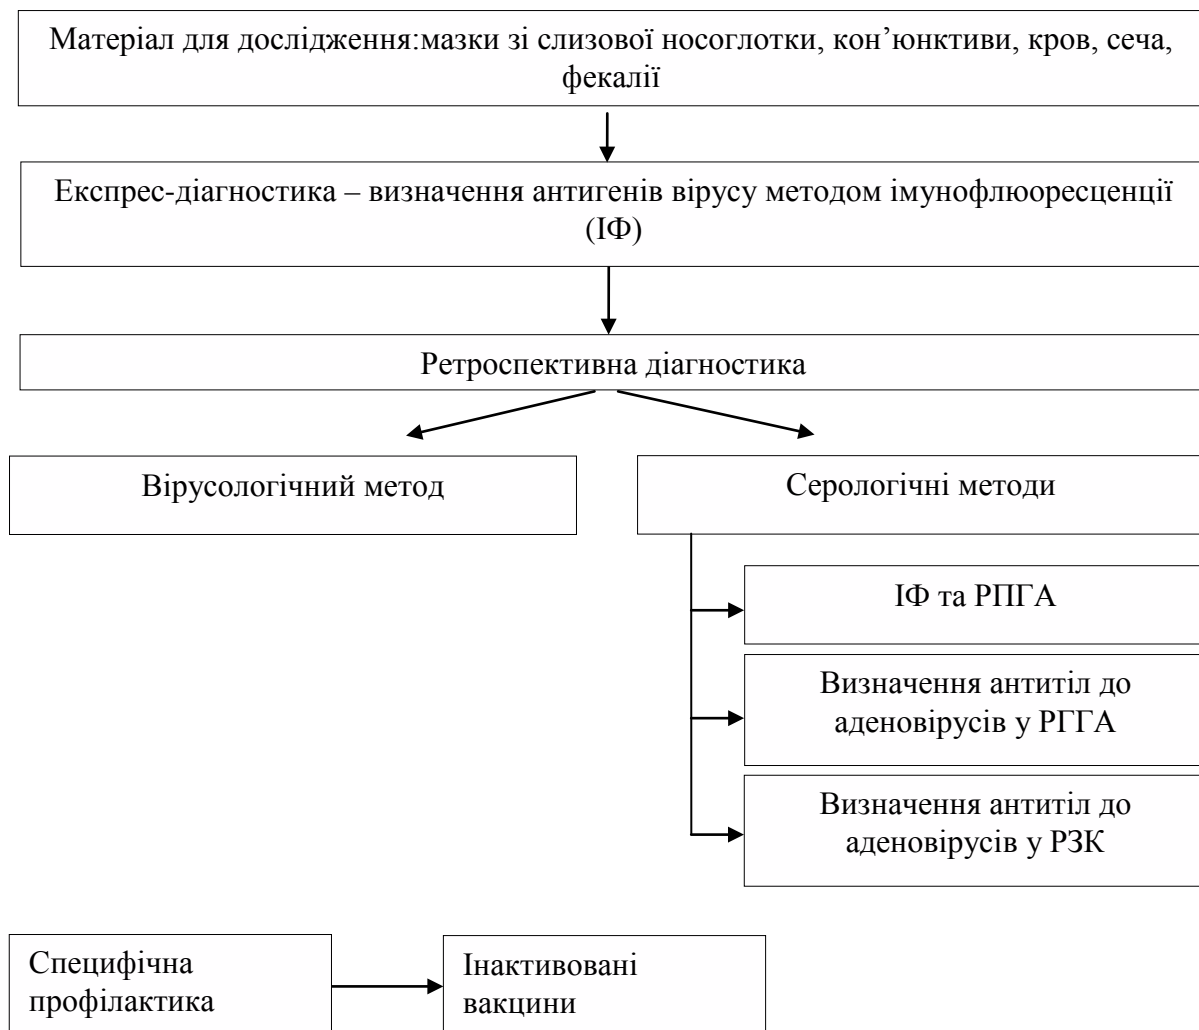 Матеріал для дослідження:мазки зі слизової носоглотки, кон’юнктиви, кров, сеча,
фекалії
Експрес-діагностика – визначення антигенів вірусу методом імунофлюоресценції
(ІФ)
Ретроспективна діагностика
Вірусологічний метод
Серологічні методи
ІФ та РПГА
Визначення антитіл до
аденовірусів у РГГА
Визначення антитіл до
аденовірусів у РЗК
Специфічна
профілактика
Інактивовані
вакцини